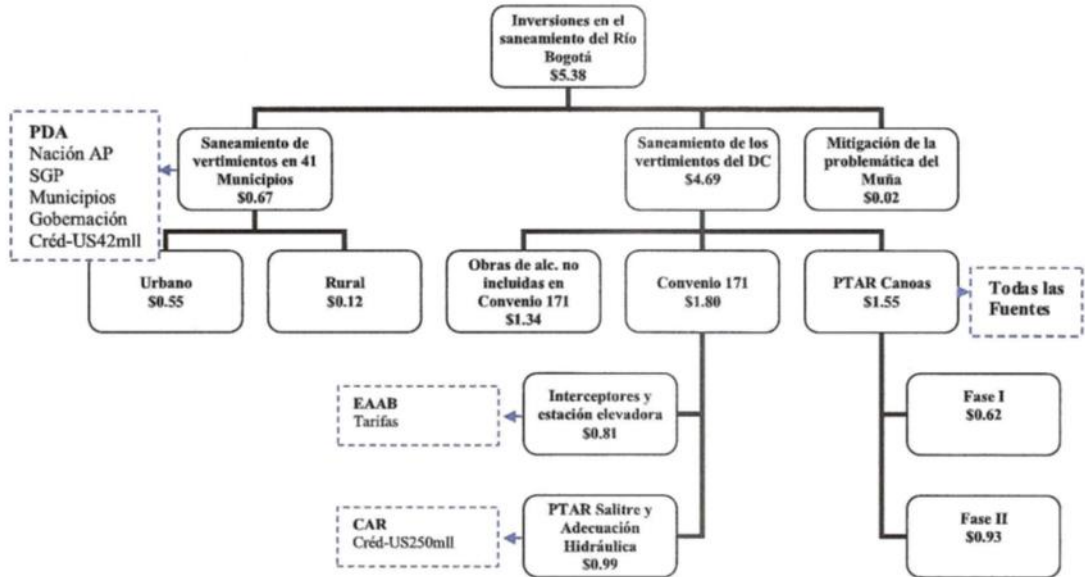 Inversiones en el
saneamiento del Río
Bogotá
$5.38
PDA
Nación AP
SGP
Municipios
Gobernación
Créd-US42mll
Saneamiento de
vertimientos en 41
Municipios
$0.67
Saneamiento de los
vertimientos del DC
$4.69
Mitigación de la
problemática del
Muña
$0.02
Urbano
$0.55
Rural
$0.12
Obras de alc. no
incluidas en
Convenio 171
$1.34
Convenio 171
$1.80
PTAR Canoas
$1.55
Todas las
Fuentes
EAAB
Tarifas
Interceptores y
estación elevadora
$0.81
Fase I
$0.62
CAR
Créd-US250mll
PTAR Salitre y
Adecuación
Hidráulica
$0.99
Fase II
$0.93